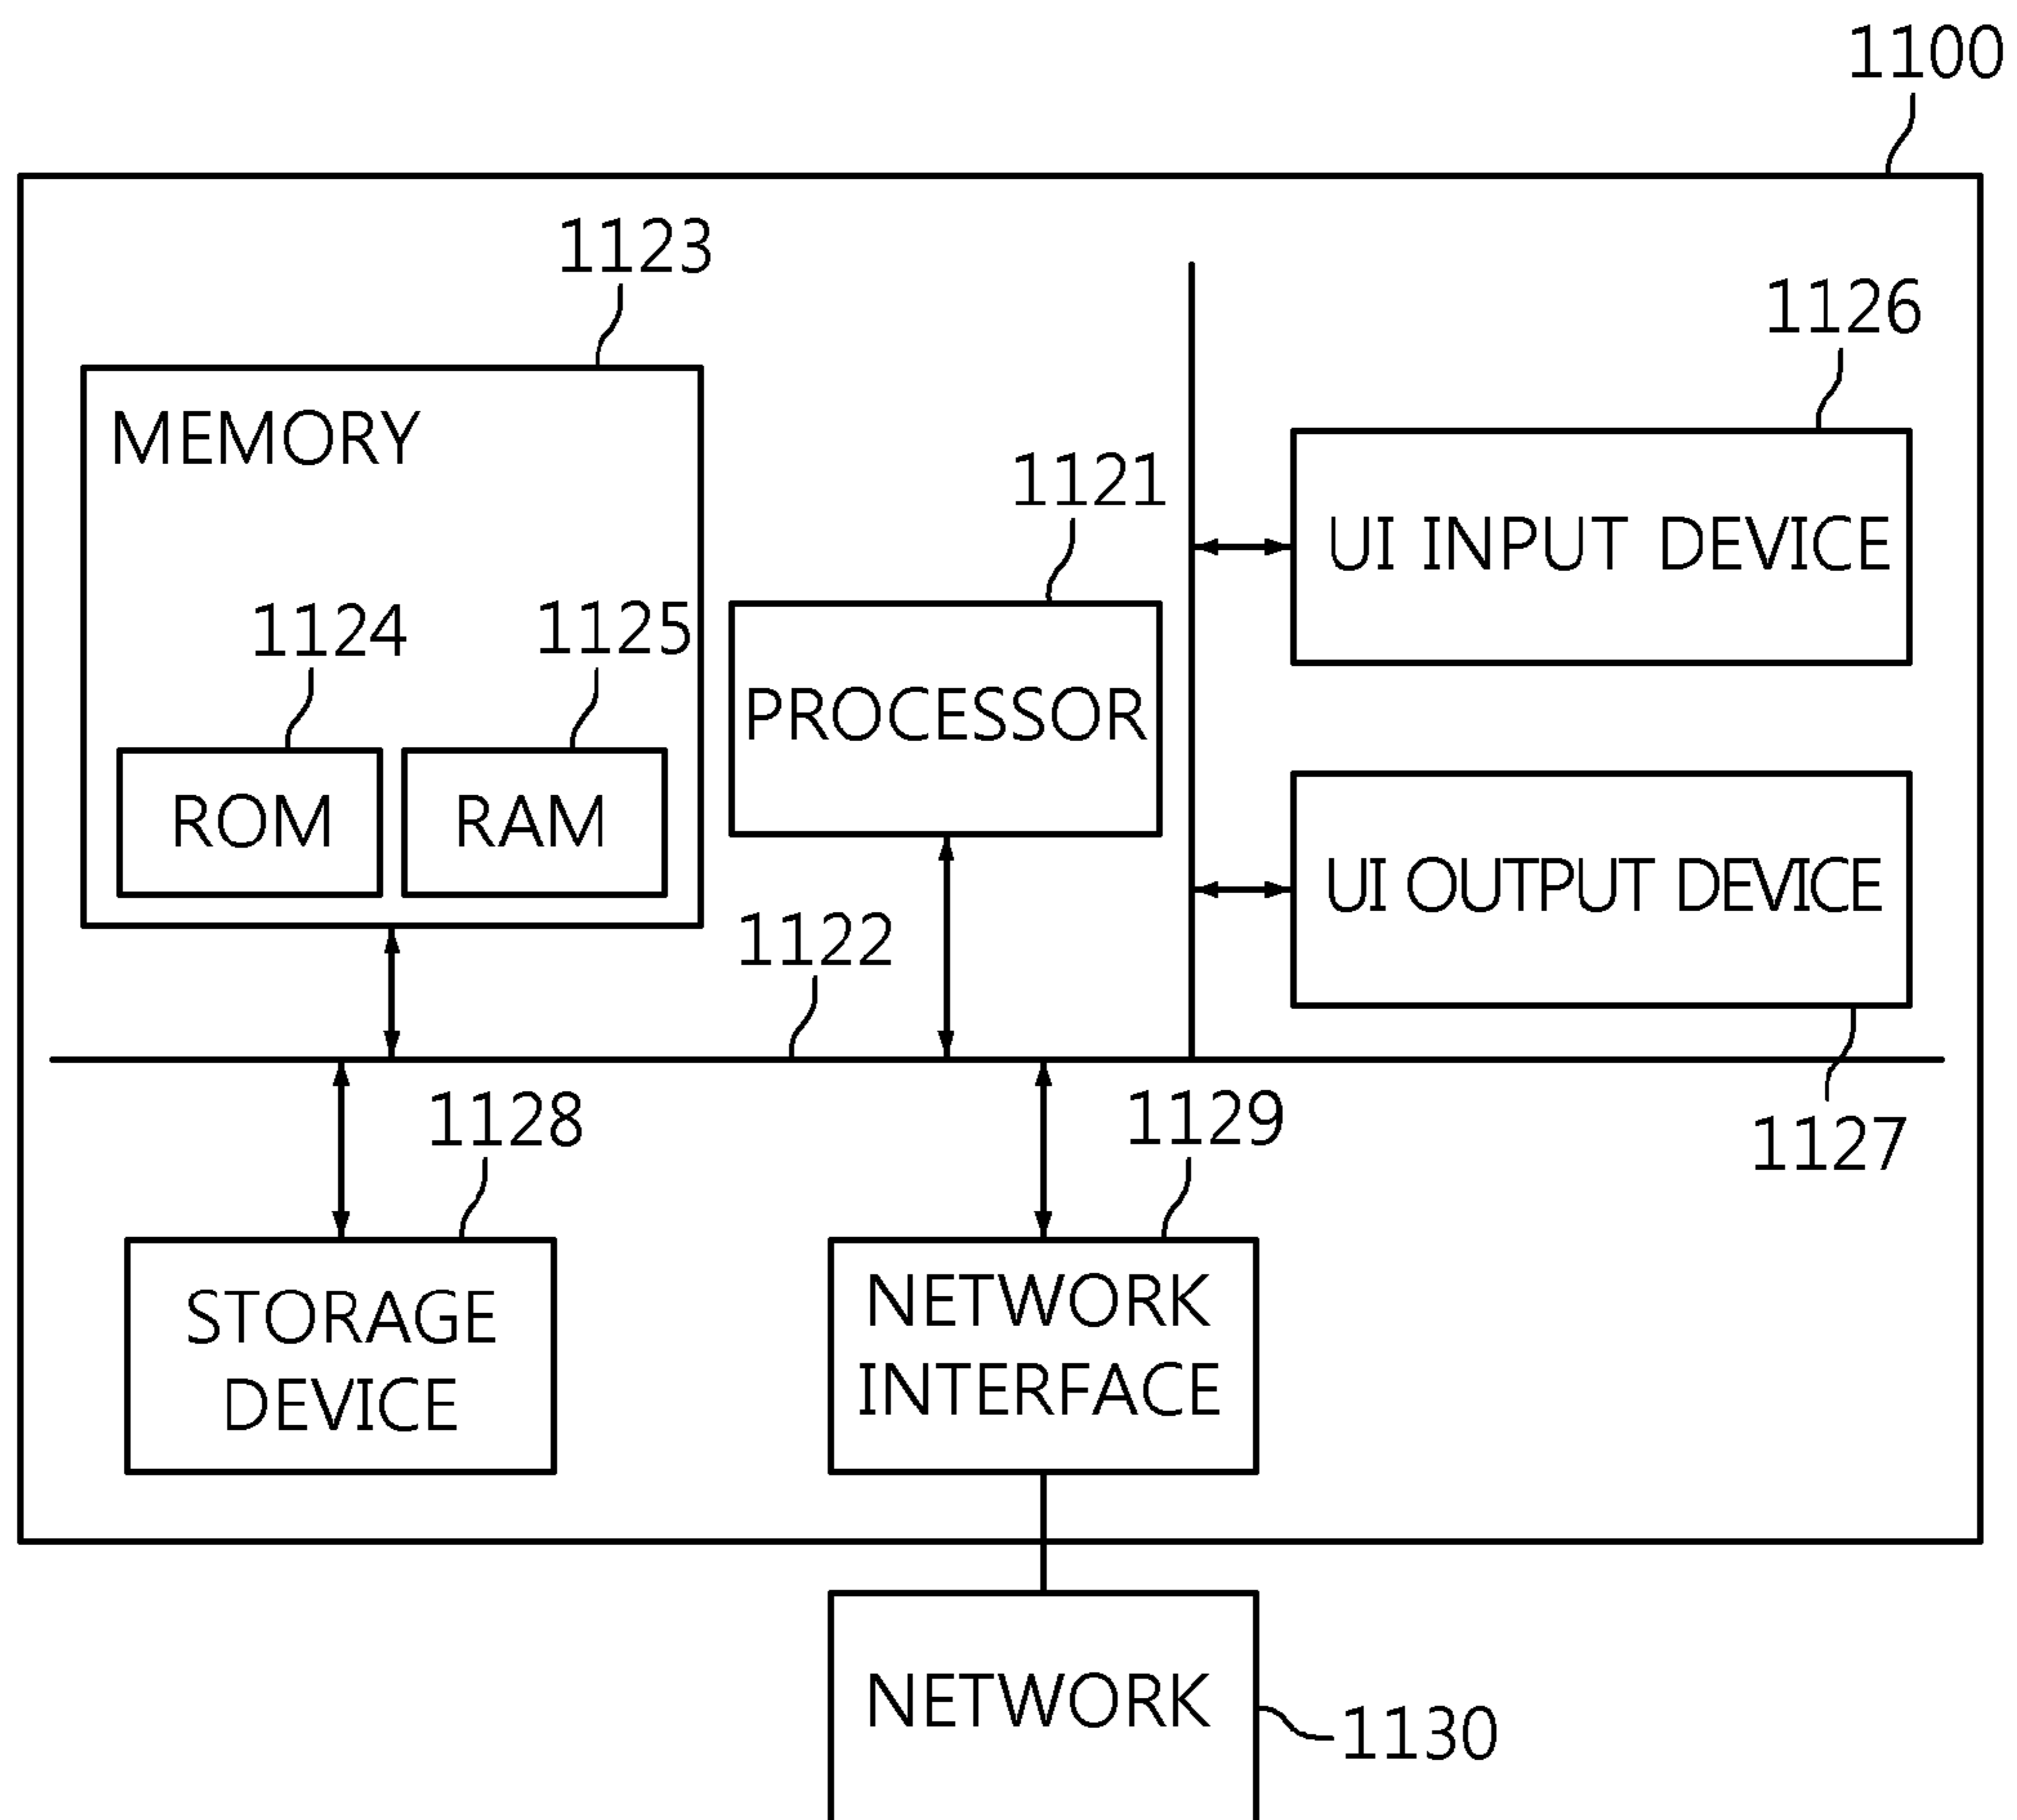 1100
1123
1126
MEMORY
1121
UI INPUT DEVICE
1124
1125
PROCESSOR
ROM
RAM
UI OUTPUT DEVICE
1122
1128
1129
1127
STORAGE
DEVICE
NETWORK
INTERFACE
NETWORK
1130